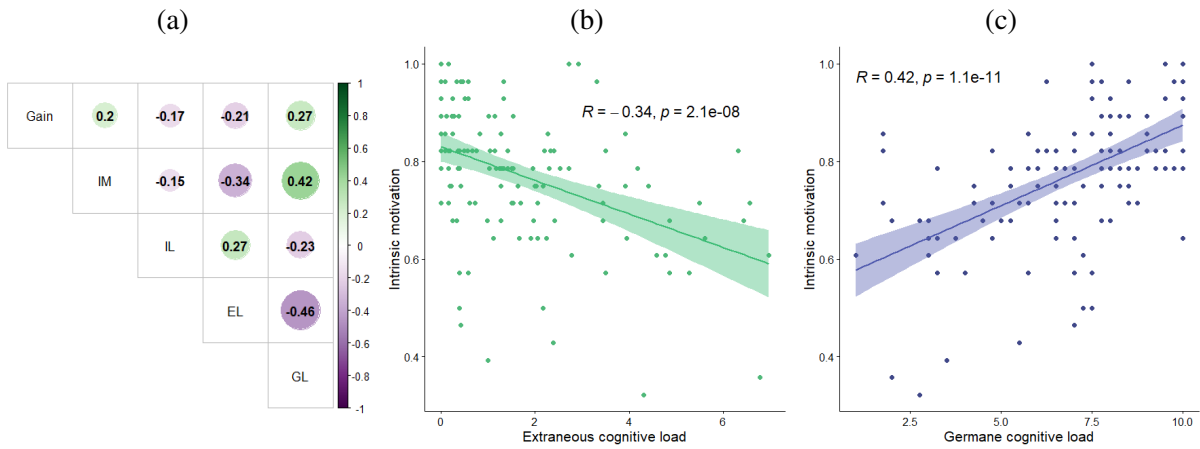 (a)
Gain 0.2 -0.17 -0.21 0.27
IM -0.15 -0.34 0.42
IL 0.27 -0.23
EL -0.46
GL
1
0.8
0.6
0.4
0.2
0
-0.2
-0.4
-0.6
-0.8
-1
(b)
R = −0.34, p = 2.1e-08
Intrinsic motivation
1.0
0.8
0.6
0.4
0 2 4 6
Extraneous cognitive load
(c)
R = 0.42, p = 1.1e-11
Intrinsic motivation
1.0
0.8
0.6
0.4
2.5 5.0 7.5 10.0
Germane cognitive load